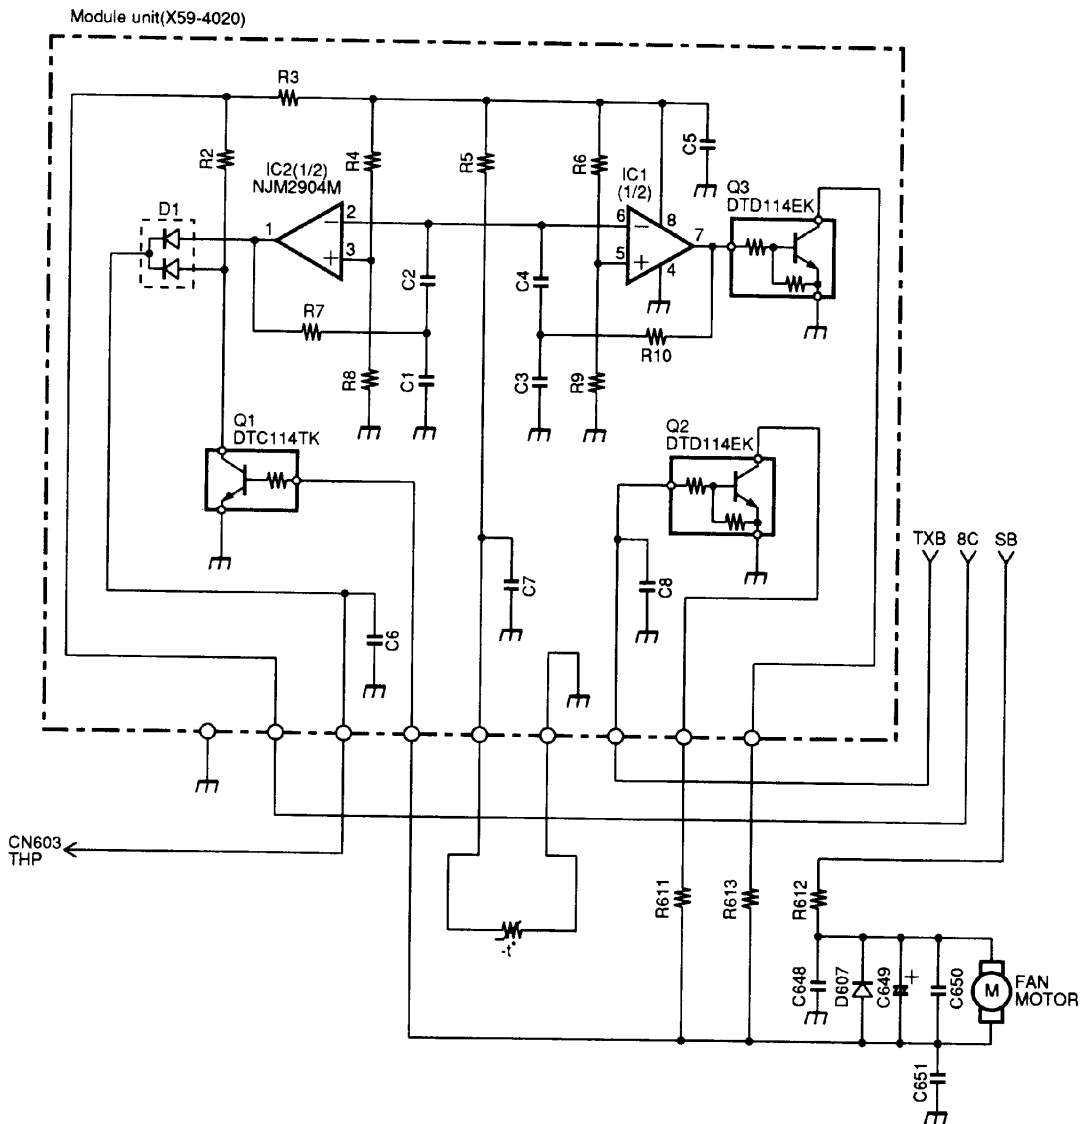 Module unit(X59-4020)
R3
R2
R4
R5
R6
C5
IC2(1/2)
NJM2904M
IC1
(1/2)
Q3
DTD114EK
D1
1
2
3
6
5
8
7
4
C2
C4
R7
R10
R8
C1
C3
R9
Q1
DTC114TK
Q2
DTD114EK
TXB
8C
SB
C7
C8
C6
CN603
THP
R611
R613
R612
-t°
C648
D607
C649
+
C650
M
FAN
MOTOR
C651